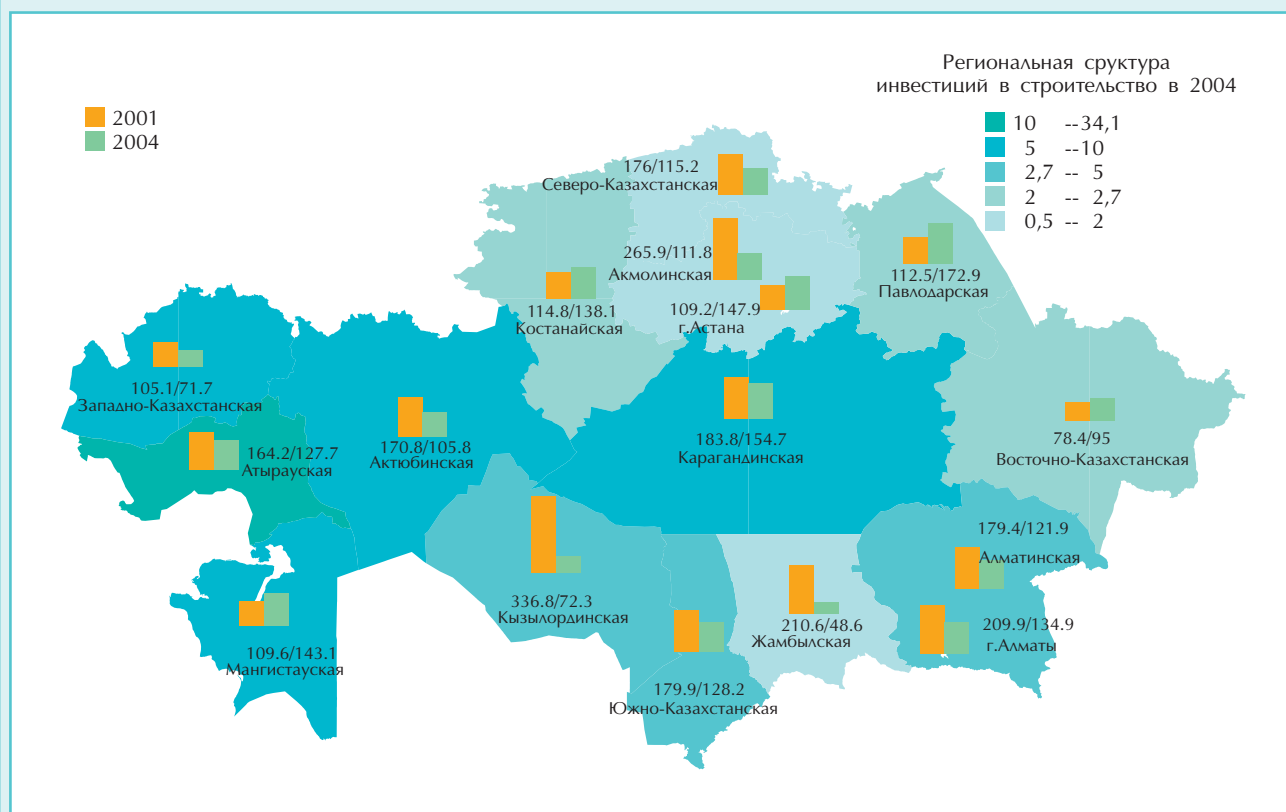 Региональная сруктура
инвестиций в строительство в 2004
10 --34,1
5 --10
2,7 -- 5
2 -- 2,7
0,5 -- 2
2001
2004
176/115.2
Северо-Казахстанская
265.9/111.8
Акмолинская
109.2/147.9
г.Астана
112.5/172.9
Павлодарская
114.8/138.1
Костанайская
105.1/71.7
Западно-Казахстанская
164.2/127.7
Атырауская
170.8/105.8
Актюбинская
183.8/154.7
Карагандинская
78.4/95
Восточно-Казахстанская
179.4/121.9
Алматинская
209.9/134.9
г.Алматы
336.8/72.3
Кызылординская
210.6/48.6
Жамбылская
109.6/143.1
Мангистауская
179.9/128.2
Южно-Казахстанская